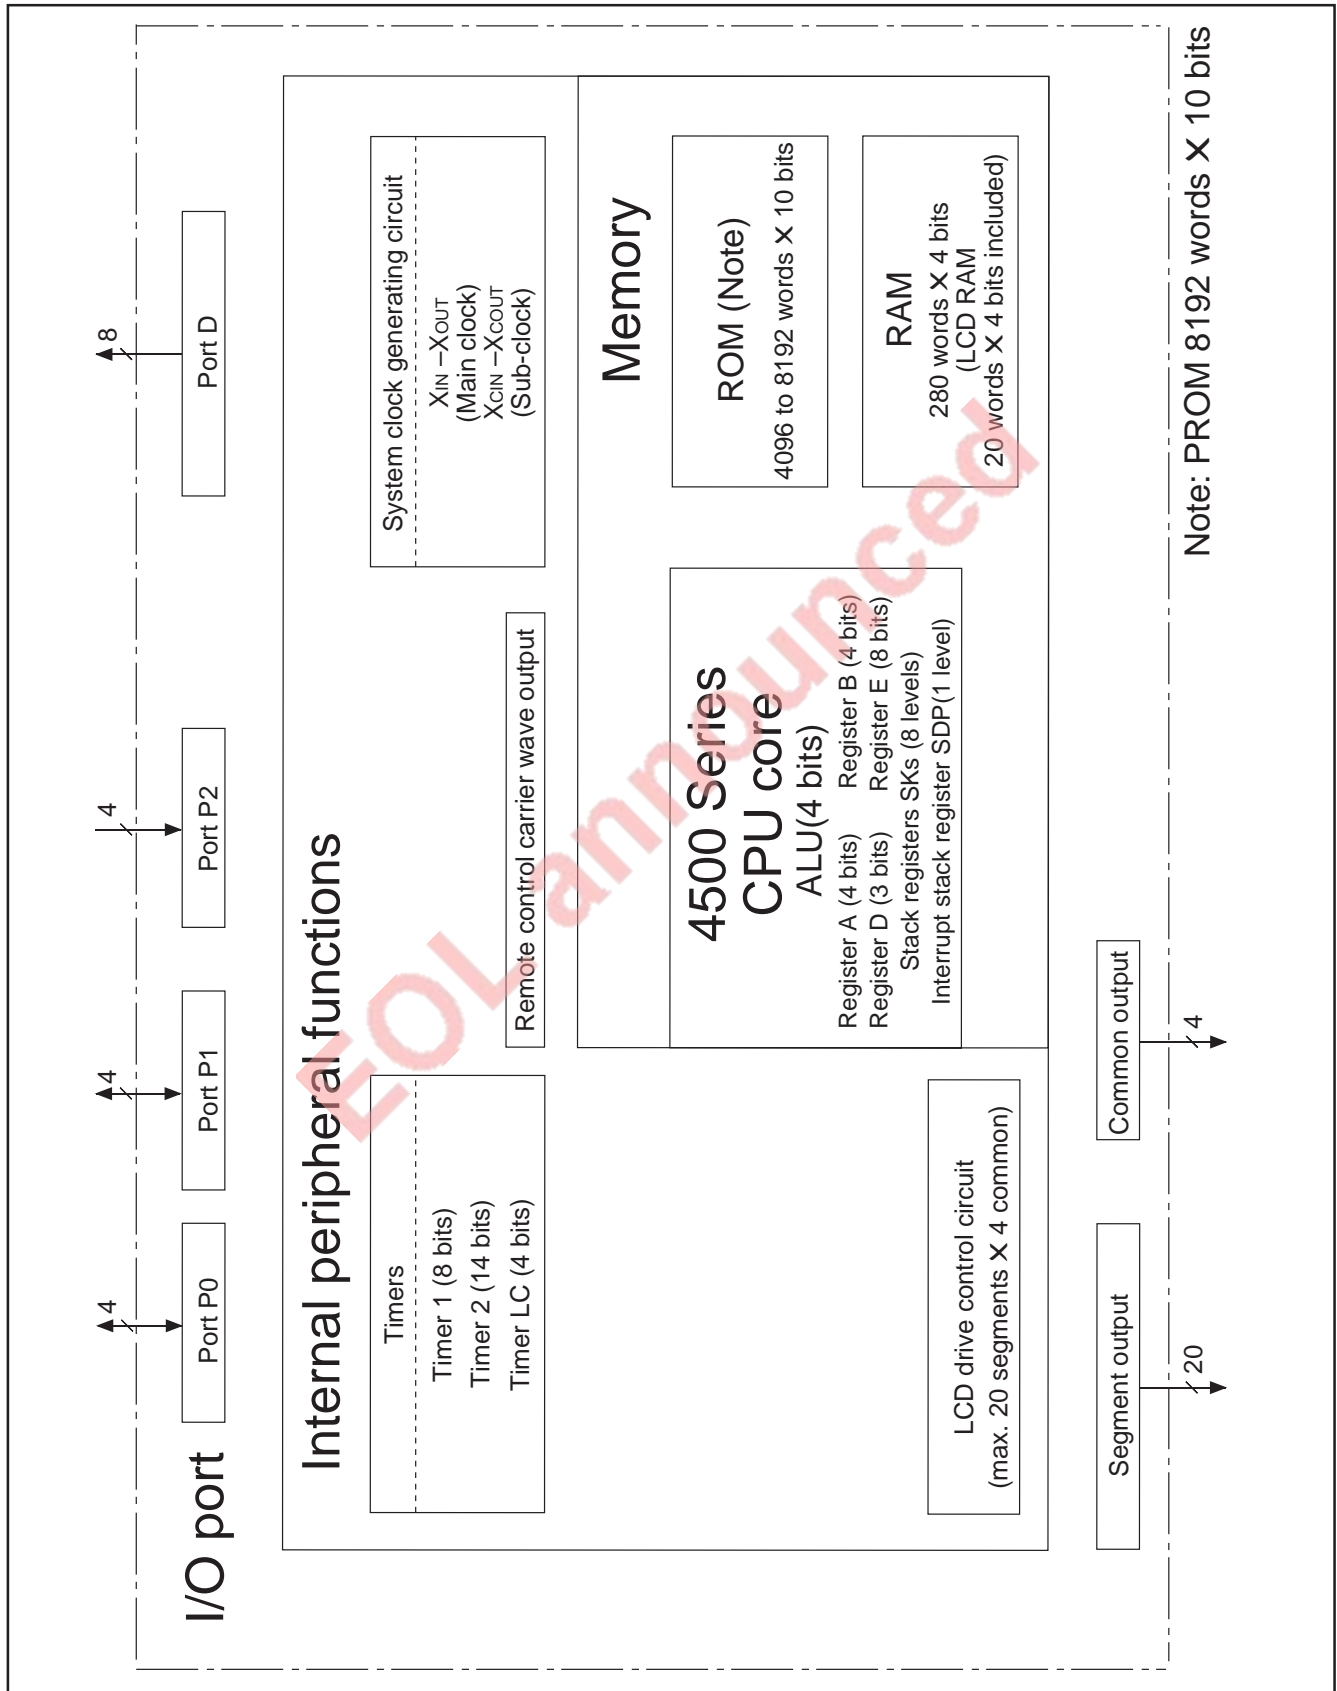 4
4
4
8
Port P0
Port P1
Port P2
Port D
I/O port
Internal peripheral functions
Timers
Timer 1 (8 bits)
Timer 2 (14 bits)
Timer LC (4 bits)
Remote control carrier wave output
System clock generating circuit
XIN –XOUT
(Main clock)
XCIN –XCOUT
(Sub-clock)
Memory
4500 Series
CPU core
ALU(4 bits)
Register A (4 bits) Register B (4 bits)
Register D (3 bits) Register E (8 bits)
Stack registers SKs (8 levels)
Interrupt stack register SDP(1 level)
ROM (Note)
4096 to 8192 words X 10 bits
RAM
280 words X 4 bits
(LCD RAM
20 words X 4 bits included)
LCD drive control circuit
(max. 20 segments X 4 common)
Segment output
Common output
20
4
Note: PROM 8192 words X 10 bits
EOL announced